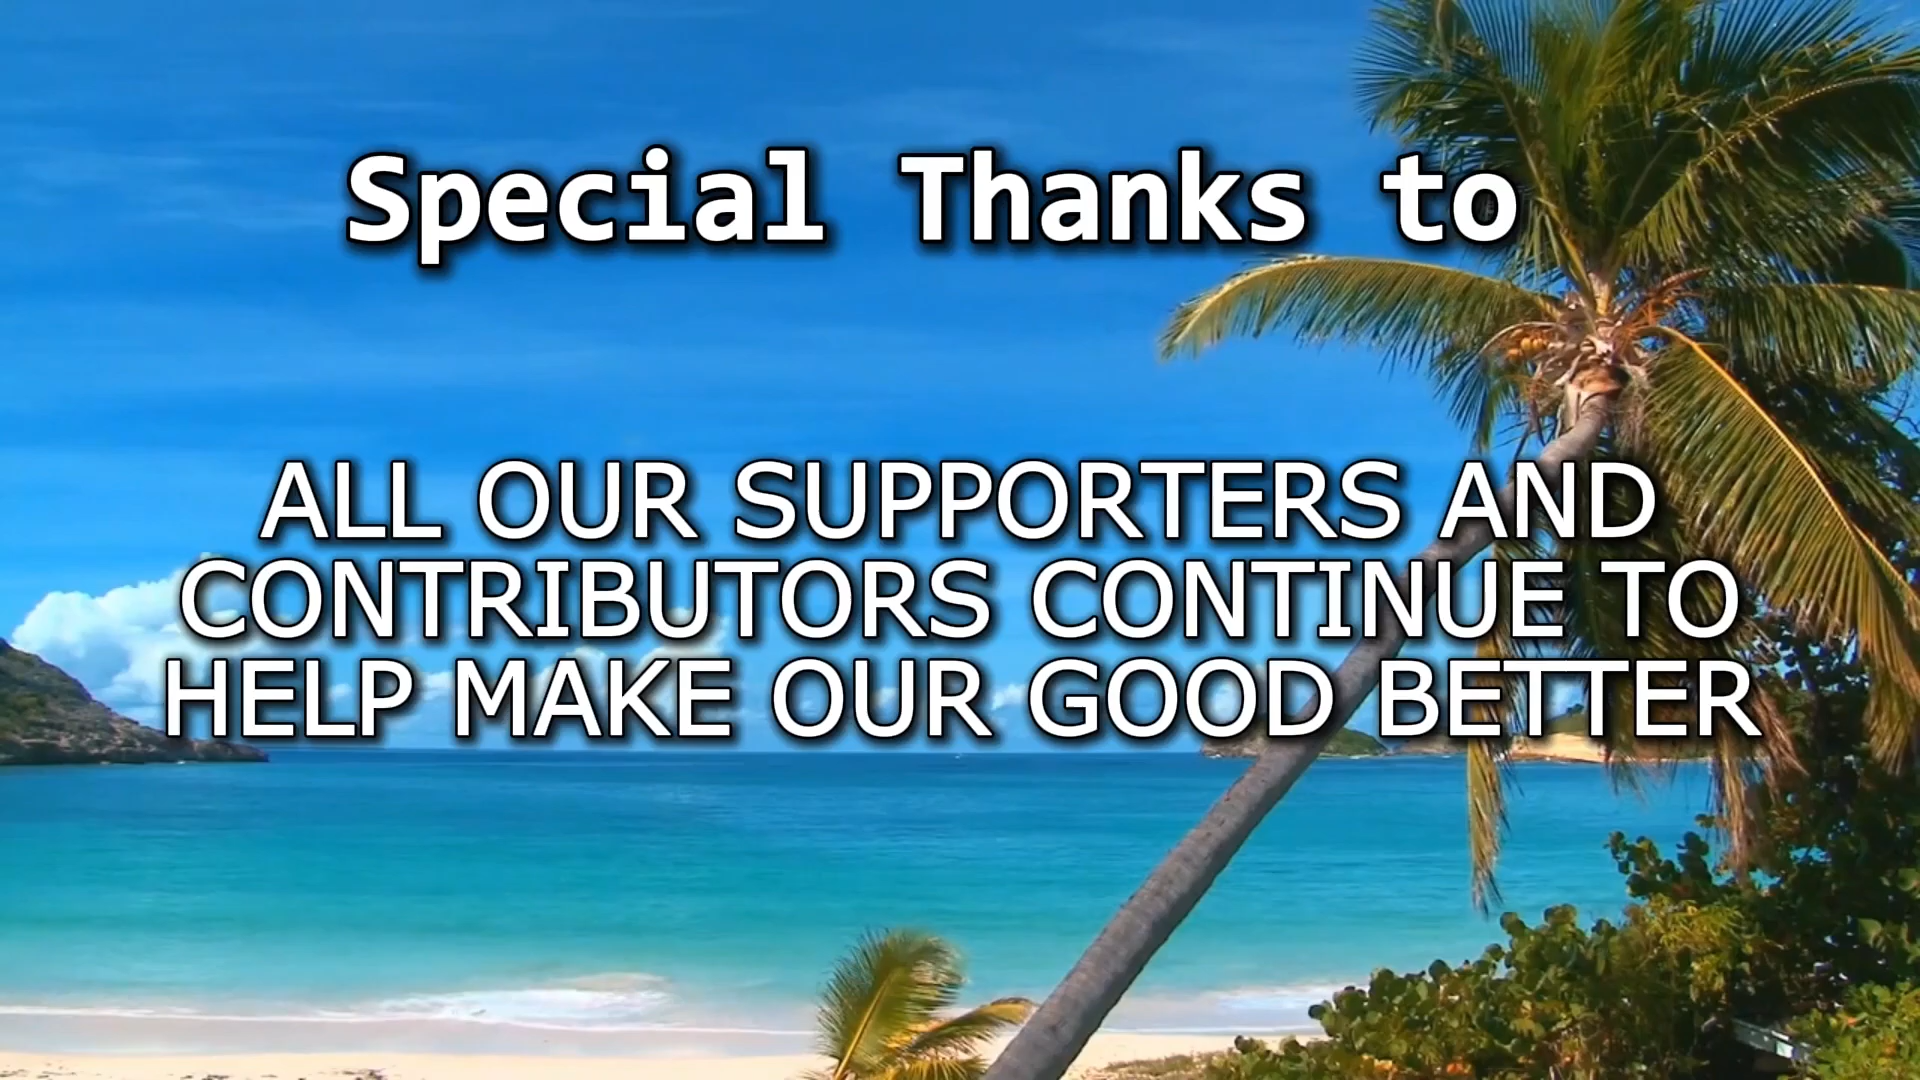 Special Thanks to
ALL OUR SUPPORTERS AND
CONTRIBUTORS CONTINUE TO
HELP MAKE OUR GOOD BETTER